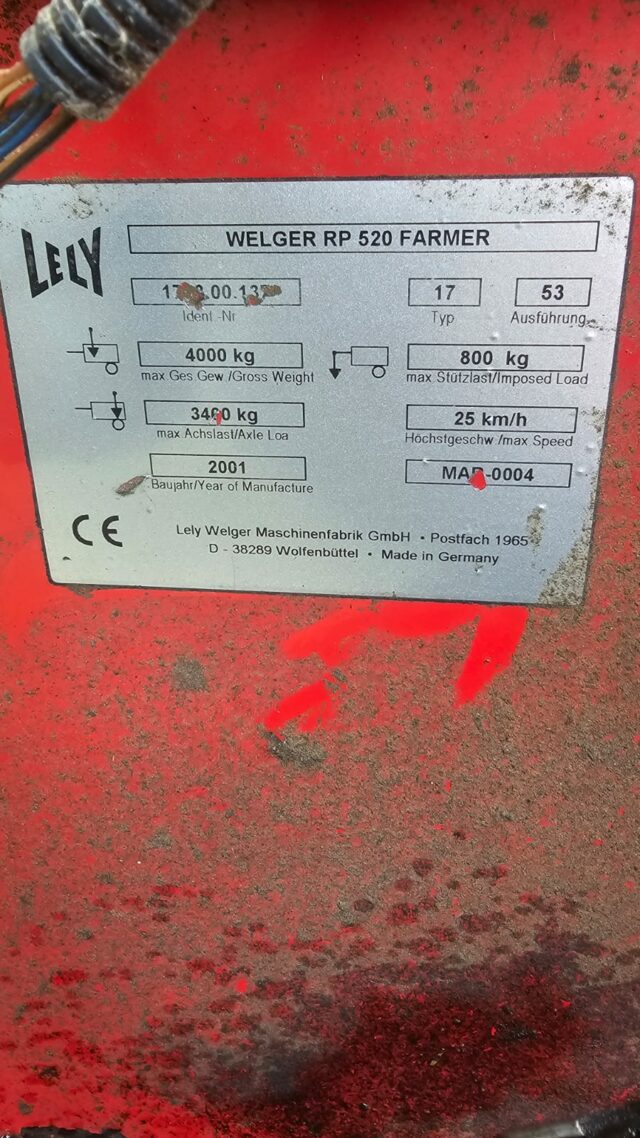 LELY
WELGER RP 520 FARMER
17 53
Ident.-Nr Typ Ausführung
4000 kg 800 kg
max Ges.Gew /Gross Weight max Stützlast/Imposed Load
3400 kg 25 km/h
max Achslast/Axle Loa Höchstgeschw /max Speed
2001
Baujahr/Year of Manufacture
CE
Lely Welger Maschinenfabrik GmbH • Postfach 1965
D - 38289 Wolfenbüttel • Made in Germany